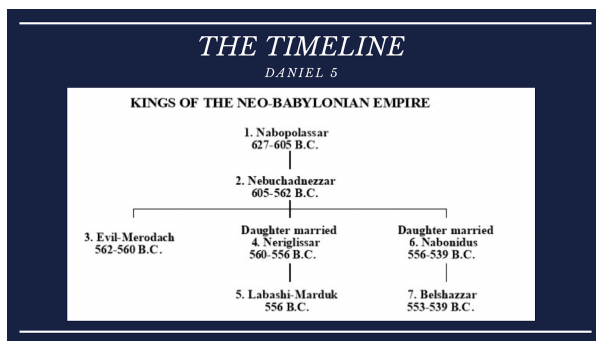 THE TIMELINE
DANIEL 5
KINGS OF THE NEO-BABYLONIAN EMPIRE
1. Nabopolassar
627-605 B.C.
2. Nebuchadnezzar
605-562 B.C.
3. Evil-Merodach
562-560 B.C.
Daughter married
4. Neriglissar
560-556 B.C.
Daughter married
6. Nabonidus
556-539 B.C.
5. Labashi-Marduk
556 B.C.
7. Belshazzar
553-539 B.C.